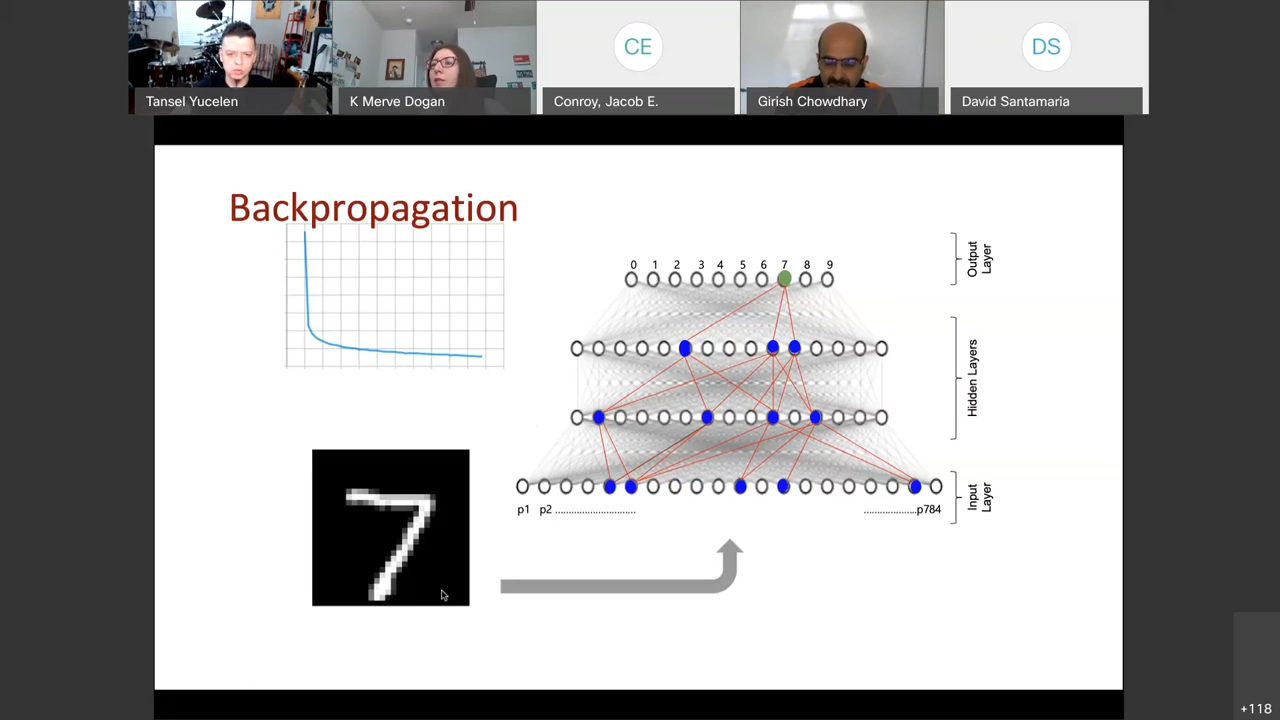 CE
DS
Tansel Yucelen
K Merve Dogan
Conroy, Jacob E.
Girish Chowdhary
David Santamaria
Backpropagation
0 1 2 3 4 5 6 7 8 9
Output
Layer
Hidden Layers
Input
Layer
p1 p2 ........................... ..................p784
7
+118